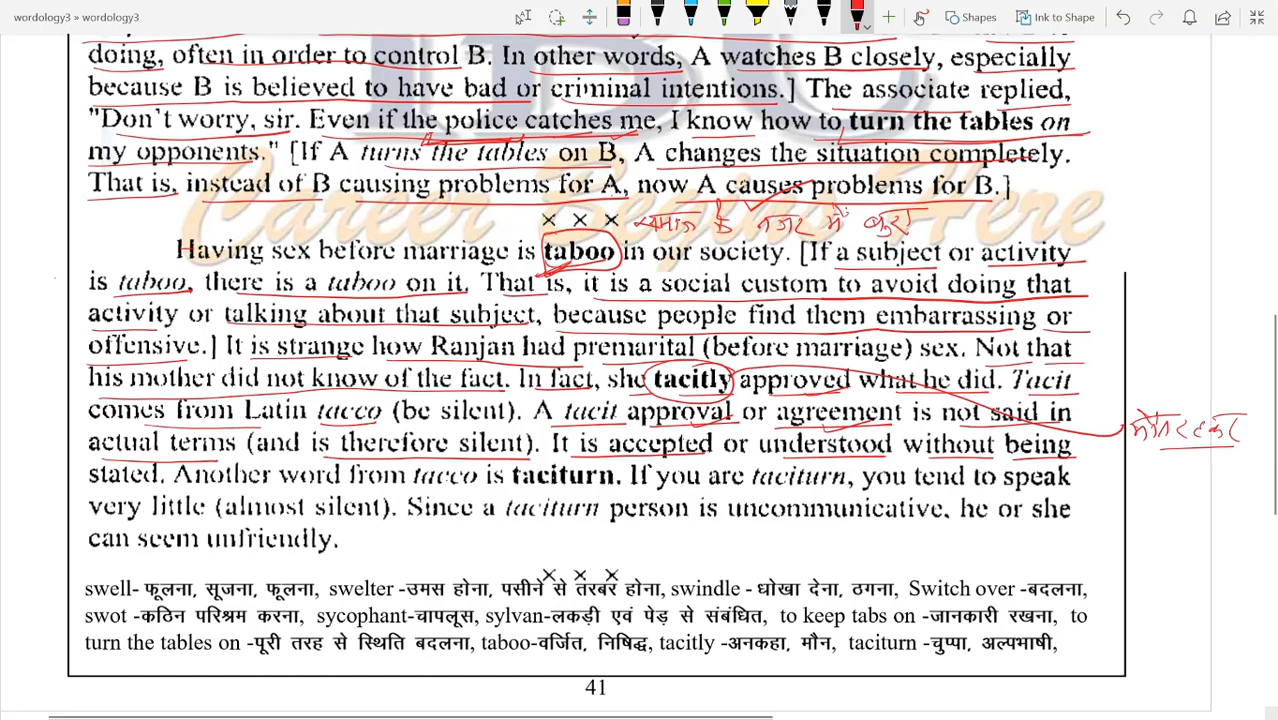 wordology3 » wordology3
Shapes
Ink to Shape
doing, often in order to control B. In other words, A watches B closely, especially
because B is believed to have bad or criminal intentions.] The associate replied,
"Don't worry, sir. Even if the police catches me, I know how to turn the tables on
my opponents." [If A turns the tables on B, A changes the situation completely.
That is, instead of B causing problems for A, now A causes problems for B.]
× × × समाज के नजर में बुरा
Career Begins Here
Having sex before marriage is taboo in our society. [If a subject or activity
is taboo, there is a taboo on it. That is, it is a social custom to avoid doing that
activity or talking about that subject, because people find them embarrassing or
offensive.] It is strange how Ranjan had premarital (before marriage) sex. Not that
his mother did not know of the fact. In fact, she tacitly approved what he did. Tacit
comes from Latin tacco (be silent). A tacit approval or agreement is not said in
actual terms (and is therefore silent). It is accepted or understood without being
stated. Another word from tacco is taciturn. If you are taciturn, you tend to speak
very little (almost silent). Since a taciturn person is uncommunicative, he or she
can seem unfriendly.
× × ×
swell- फूलना, सूजना, फूलना, swelter -उमस होना, पसीने से तरबर होना, swindle - धोखा देना, ठगना, Switch over -बदलना,
swot -कठिन परिश्रम करना, sycophant-चापलूस, sylvan-लकड़ी एवं पेड़ से संबंधित, to keep tabs on -जानकारी रखना, to
turn the tables on -पूरी तरह से स्थिति बदलना, taboo-वर्जित, निषिद्ध, tacitly -अनकहा, मौन, taciturn -चुप्पा, अल्पभाषी,
41